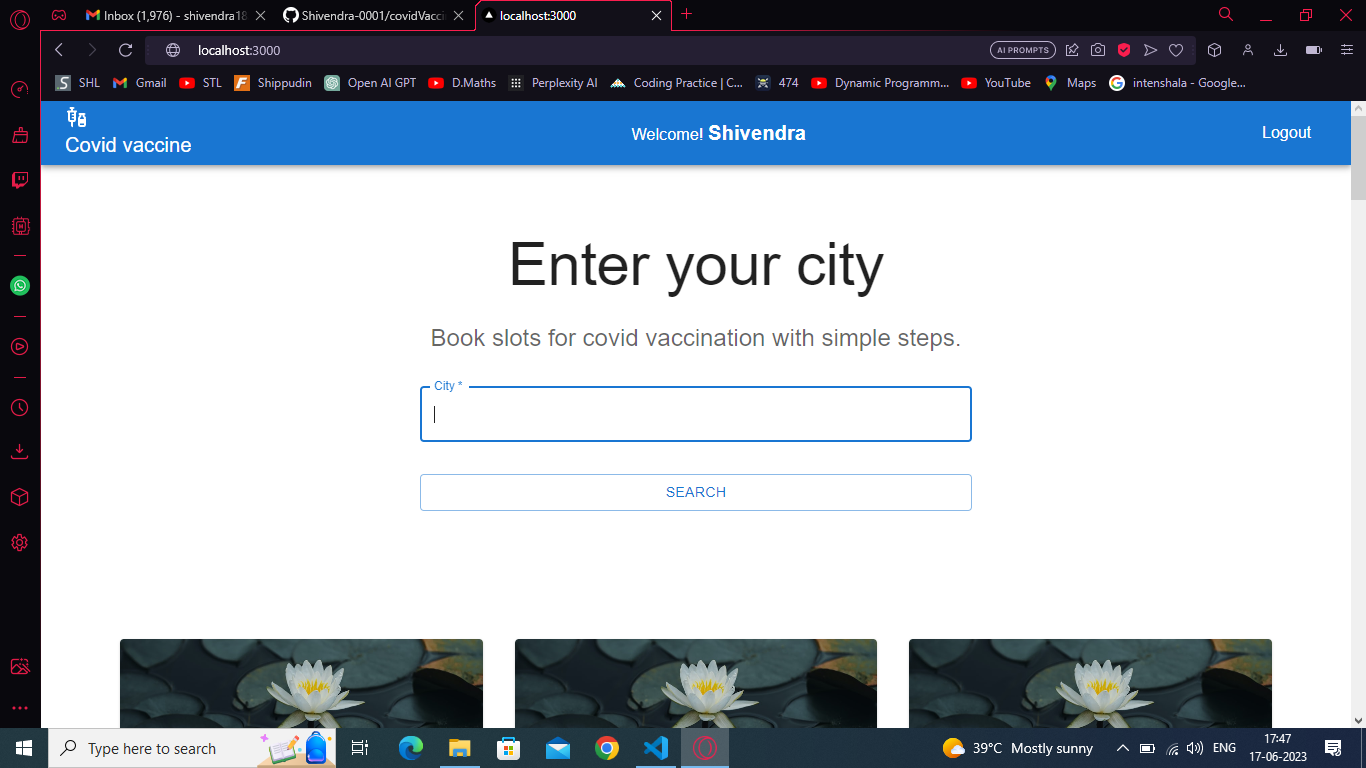 Inbox (1,976) - shivendra18
Shivendra-0001/covidVacci
localhost:3000
localhost:3000
AI PROMPTS
SHL
Gmail
STL
Shippudin
Open AI GPT
D.Maths
Perplexity AI
Coding Practice | C...
474
Dynamic Programm...
YouTube
Maps
intenshala - Google...
Covid vaccine
Welcome! Shivendra
Logout
Enter your city
Book slots for covid vaccination with simple steps.
City *
SEARCH
Type here to search
39°C Mostly sunny
ENG
17:47
17-06-2023